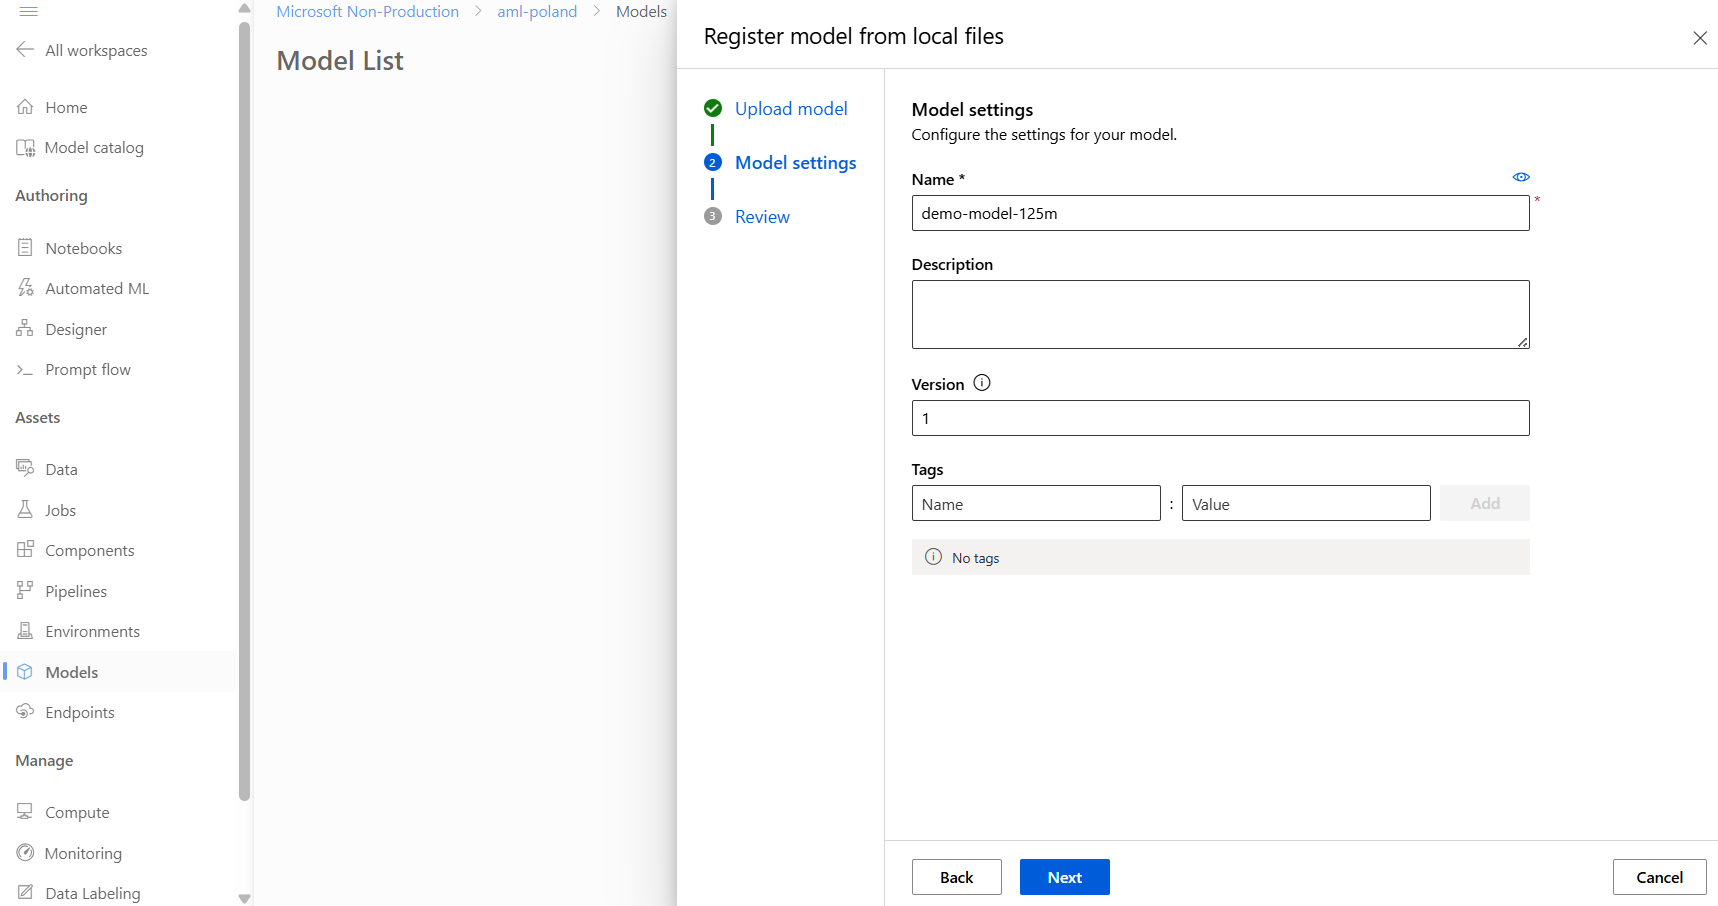 Microsoft Non-Production > aml-poland > Models
All workspaces
Model List
Home
Model catalog
Authoring
Notebooks
Automated ML
Designer
Prompt flow
Assets
Data
Jobs
Components
Pipelines
Environments
Models
Endpoints
Manage
Compute
Monitoring
Data Labeling
Register model from local files
Upload model
2 Model settings
3 Review
Model settings
Configure the settings for your model.
Name *
demo-model-125m *
Description
Version
1
Tags
Name : Value Add
No tags
Back Next Cancel